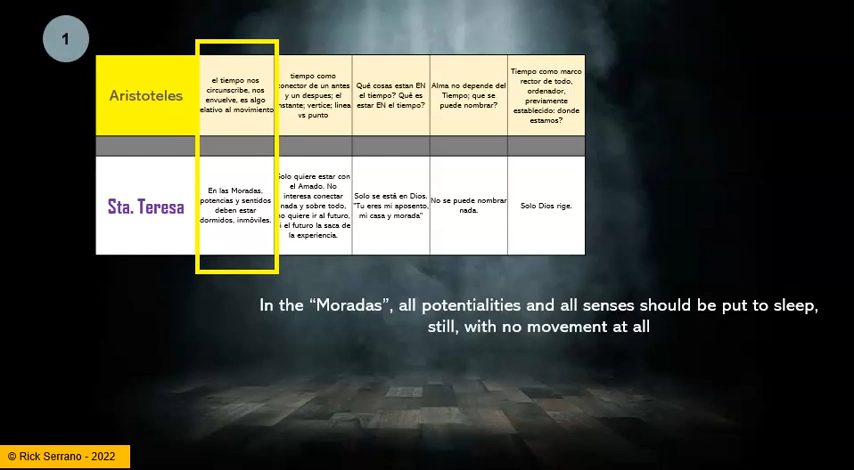 1
Aristoteles
el tiempo nos
circunscribe, nos
envuelve, es algo
elativo al movimiento
tiempo como
conector de un antes
y un despues; el
nstante; vertice; linea
vs punto
Qué cosas estan EN
el tiempo? Qué es
estar EN el tiempo?
Alma no depende del
Tiempo; que se
puede nombrar?
Tiempo como marco
rector de todo,
ordenador,
previamente
establecido: donde
estamos?
Sta. Teresa
En las Moradas,
potencias y sentidos
deben estar
dormidos, inmóviles.
Solo quiere estar con
el Amado. No
interesa conectar
nada y sobre todo,
no quiere ir al futuro,
el futuro la saca de
la experiencia.
Solo se está en Dios.
"Tu eres mi aposento,
mi casa y morada"
No se puede nombrar
nada.
Solo Dios rige.
In the “Moradas”, all potentialities and all senses should be put to sleep,
still, with no movement at all
© Rick Serrano - 2022